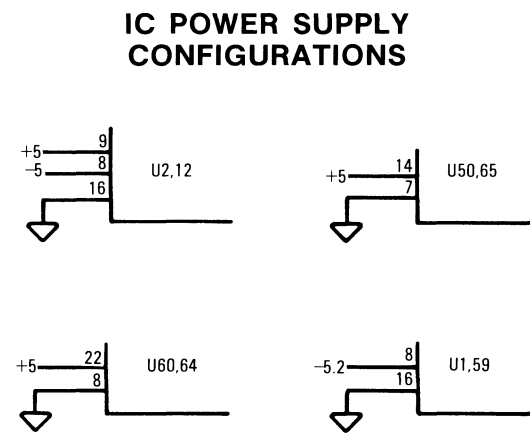 IC POWER SUPPLY
CONFIGURATIONS
+5 9
−5 8
16
U2,12
+5 14
7
U50,65
+5 22
8
U60,64
−5.2 8
16
U1,59